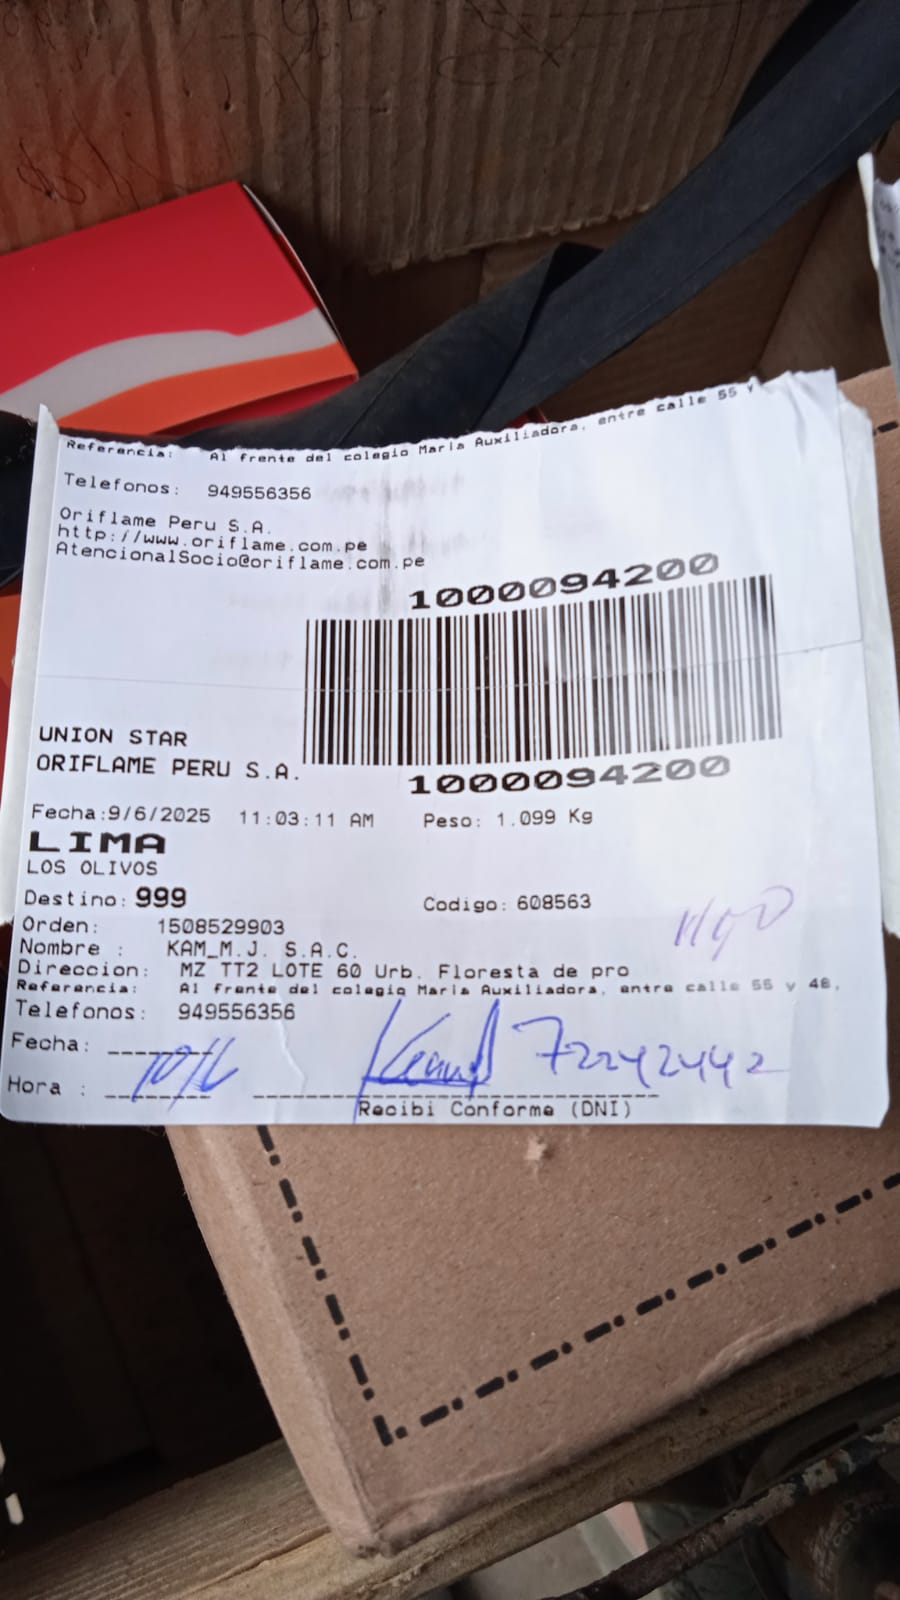 Referencia: Al frente del colegio Maria Auxiliadora, entre calle 55 y
Telefonos: 949556356
Oriflame Peru S.A.
http://www.oriflame.com.pe
AtencionalSocio@oriflame.com.pe
1000094200
UNION STAR
ORIFLAME PERU S.A.
1000094200
Fecha:9/6/2025 11:03:11 AM Peso: 1.099 Kg
LIMA
LOS OLIVOS
Destino: 999 Codigo: 608563
Orden: 1508529903
Nombre : KAM_M.J. S.A.C.
Direccion: MZ TT2 LOTE 60 Urb. Floresta de pro
Referencia: Al frente del colegio Maria Auxiliadora, entre calle 55 y 48,
Telefonos: 949556356
Fecha: 10/6
72242442
Hora :
Recibi Conforme (DNI)